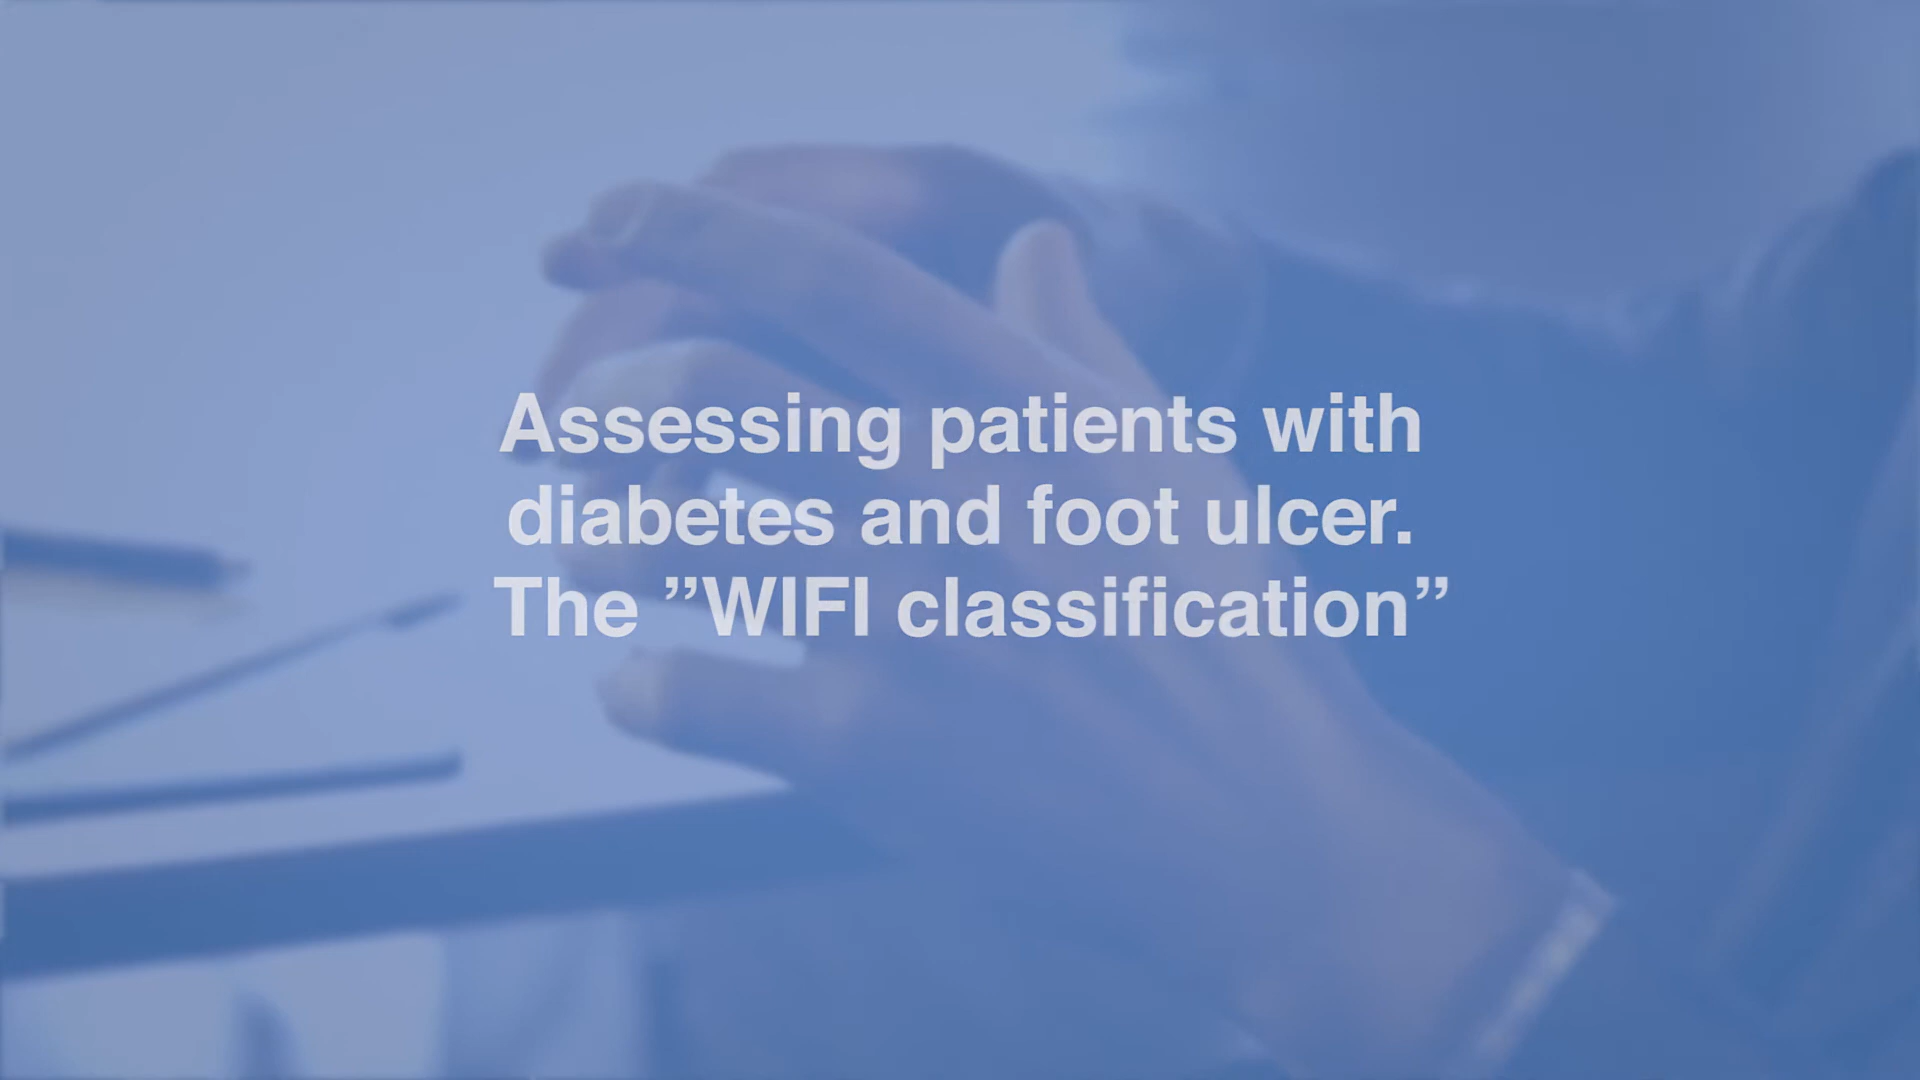 Assessing patients with
diabetes and foot ulcer.
The ”WIFI classification”